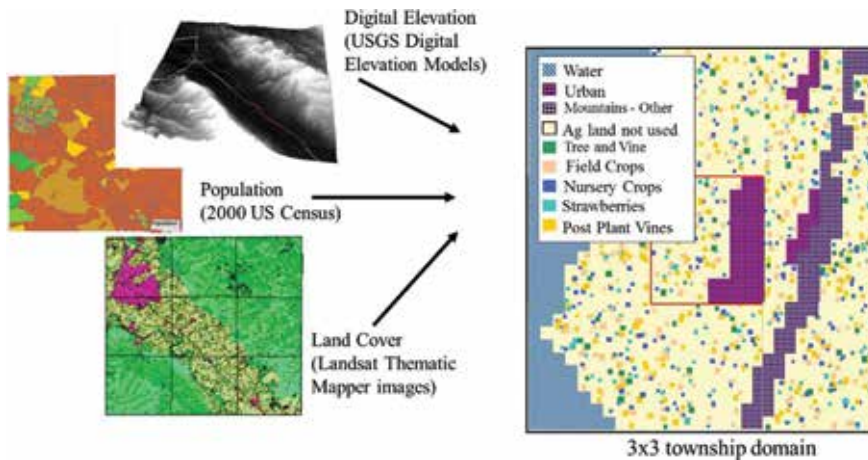 Digital Elevation
(USGS Digital
Elevation Models)
Population
(2000 US Census)
Land Cover
(Landsat Thematic
Mapper images)
Water
Urban
Mountains - Other
Ag land not used
Tree and Vine
Field Crops
Nursery Crops
Strawberries
Post Plant Vines
3x3 township domain